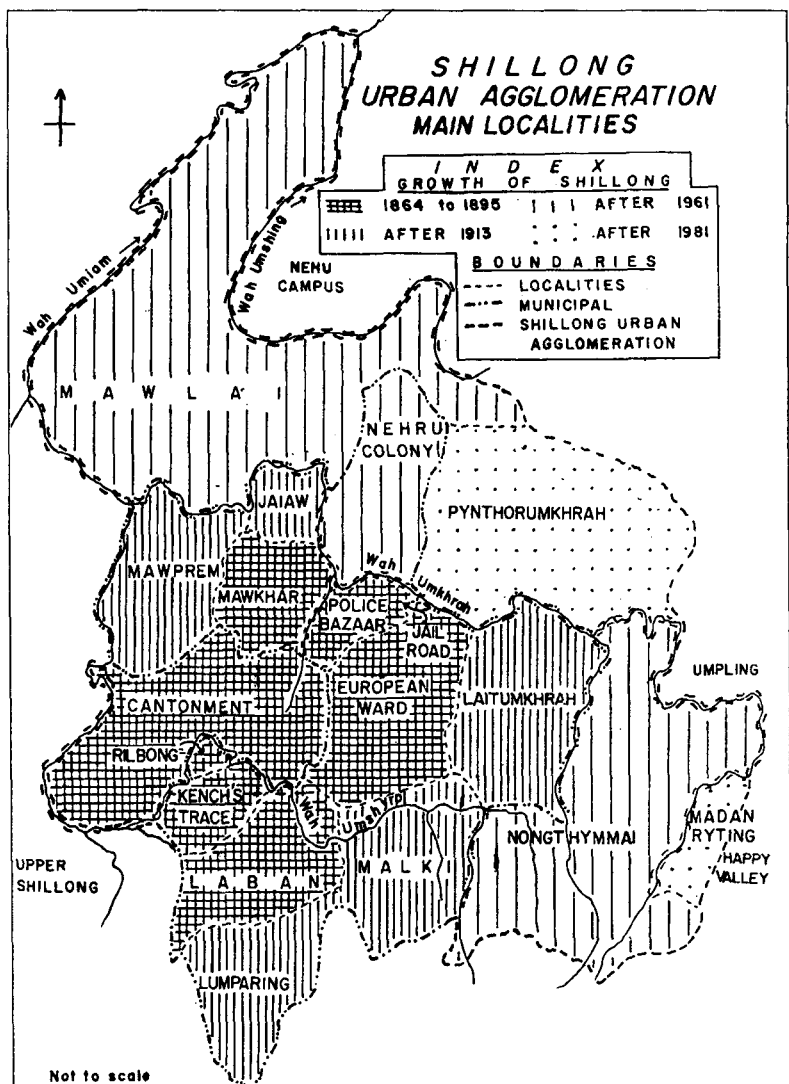 SHILLONG
URBAN AGGLOMERATION
MAIN LOCALITIES
INDEX
GROWTH OF SHILLONG
1864 to 1895
AFTER 1961
AFTER 1913
AFTER 1981
BOUNDARIES
LOCALITIES
MUNICIPAL
SHILLONG URBAN
AGGLOMERATION
Wah Umiam
Wah Umshing
NEHU
CAMPUS
MAWLAI
NEHRU
COLONY
JAIAW
PYNTHORUMKHRAH
MAWPREM
MAWKHAR
Wah Umkhrah
POLICE
BAZAAR
JAIL
ROAD
UMPLING
CANTONMENT
EUROPEAN
WARD
LAITUMKHRAH
RILBONG
KENCH'S
TRACE
Wah Umshyrpi
NONGTHYMMAI
MADAN
RYTING
HAPPY
VALLEY
UPPER
SHILLONG
LABAN
MALKI
LUMPARING
Not to scale